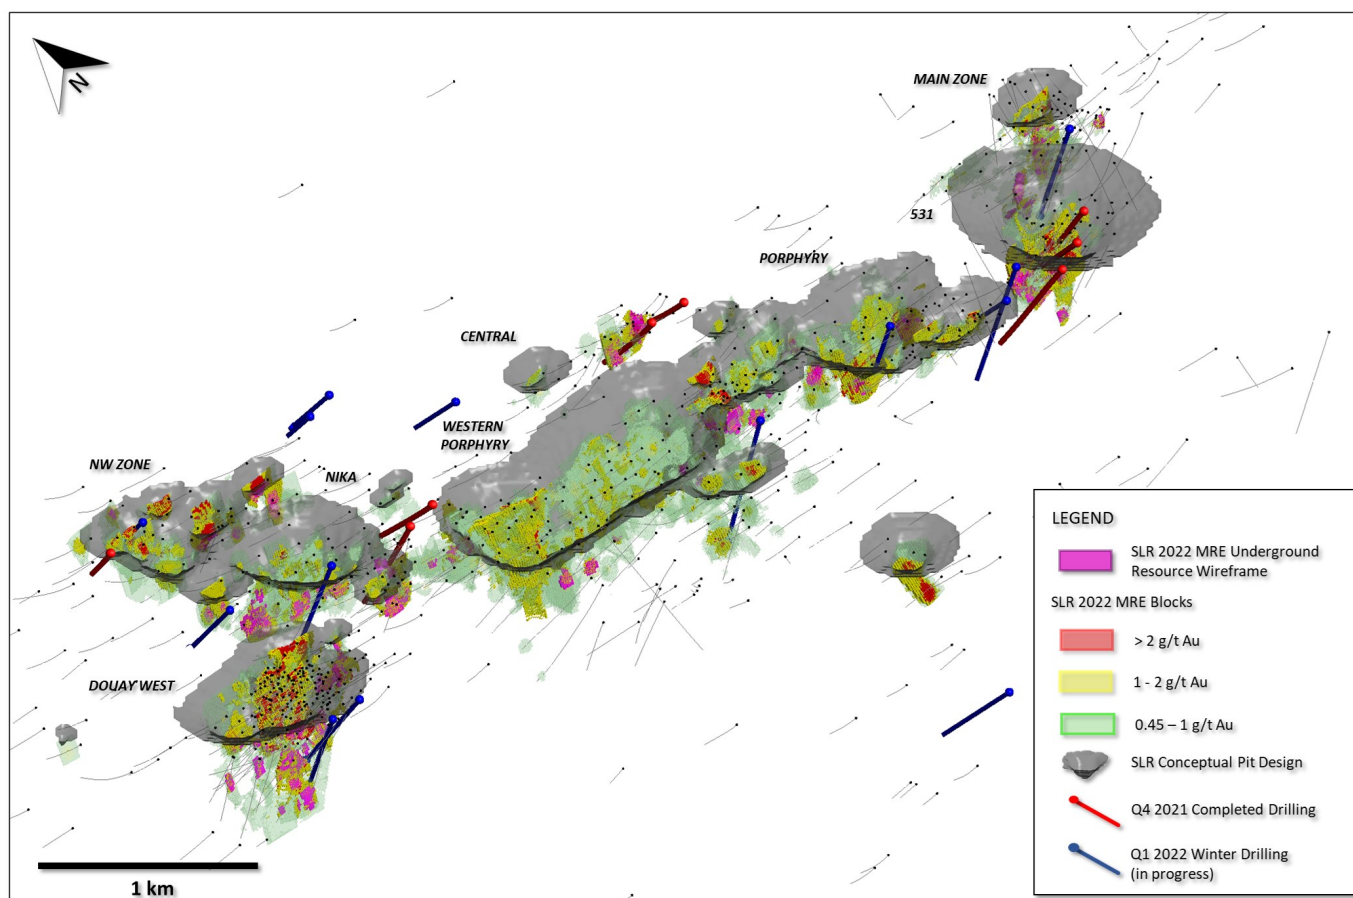 N
MAIN ZONE
531
PORPHYRY
CENTRAL
WESTERN
PORPHYRY
NW ZONE
NIKA
DOUAY WEST
1 km
LEGEND
SLR 2022 MRE Underground
Resource Wireframe
SLR 2022 MRE Blocks
> 2 g/t Au
1 - 2 g/t Au
0.45 – 1 g/t Au
SLR Conceptual Pit Design
Q4 2021 Completed Drilling
Q1 2022 Winter Drilling
(in progress)